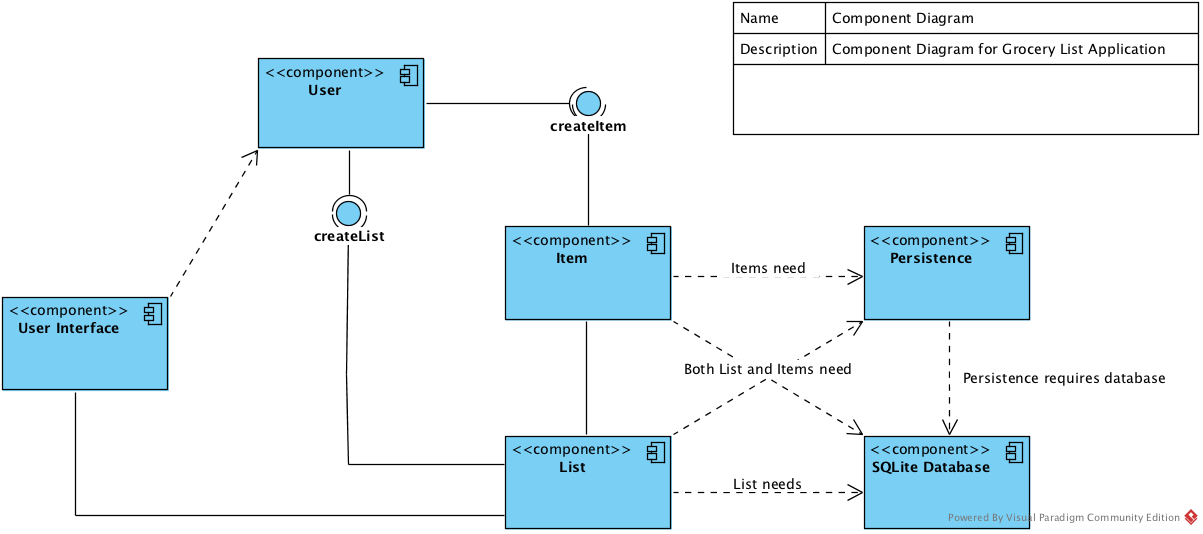 Name Component Diagram
Description Component Diagram for Grocery List Application
<<component>>
User
createItem
createList
<<component>>
Item
<<component>>
Persistence
Items need
<<component>>
User Interface
Both List and Items need
Persistence requires database
<<component>>
List
<<component>>
SQLite Database
List needs
Powered By Visual Paradigm Community Edition